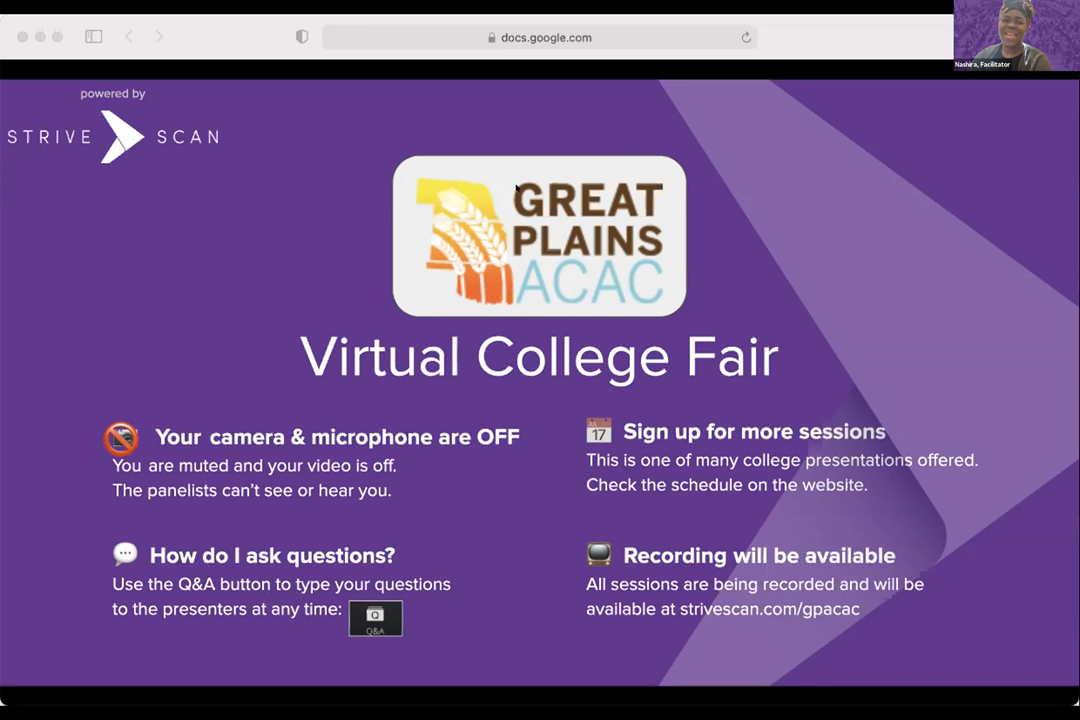 docs.google.com
Nashira, Facilitator
powered by
STRIVE SCAN
GREAT
PLAINS
ACAC
Virtual College Fair
Your camera & microphone are OFF
You are muted and your video is off.
The panelists can't see or hear you.
JUL
17
Sign up for more sessions
This is one of many college presentations offered.
Check the schedule on the website.
How do I ask questions?
Use the Q&A button to type your questions
to the presenters at any time:
Q
Q&A
Recording will be available
All sessions are being recorded and will be
available at strivescan.com/gpacac